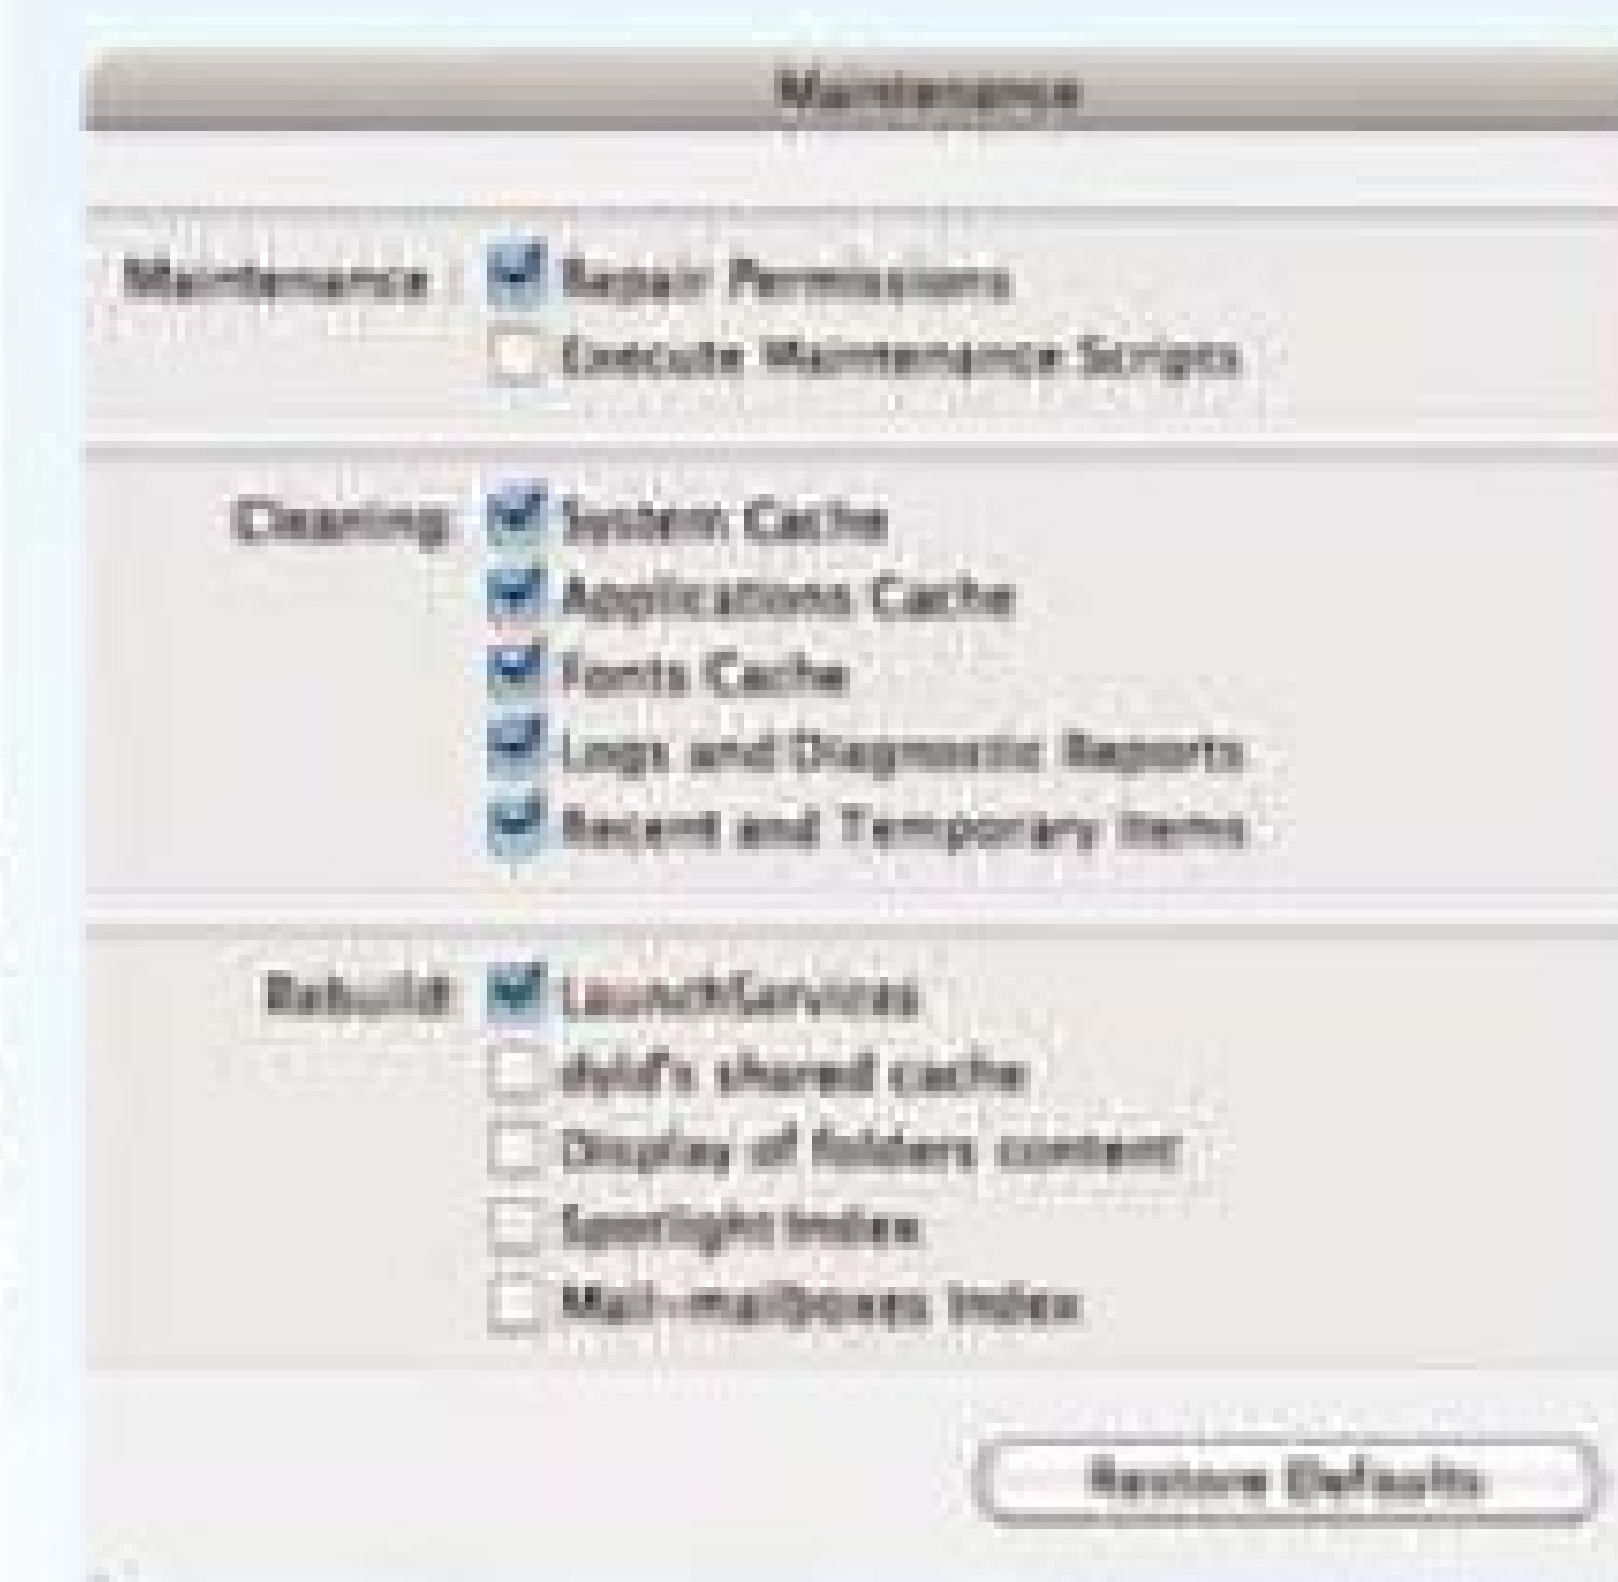 Maintenance
Maintenance Repair Permissions
Execute Maintenance Scripts
Cleaning System Cache
Applications Cache
Fonts Cache
Logs and Diagnostic Reports
Recent and Temporary Items
Rebuild LaunchServices
dyld's shared cache
Display of folders content
Spotlight Index
Mail-mailboxes Index
Restore Defaults